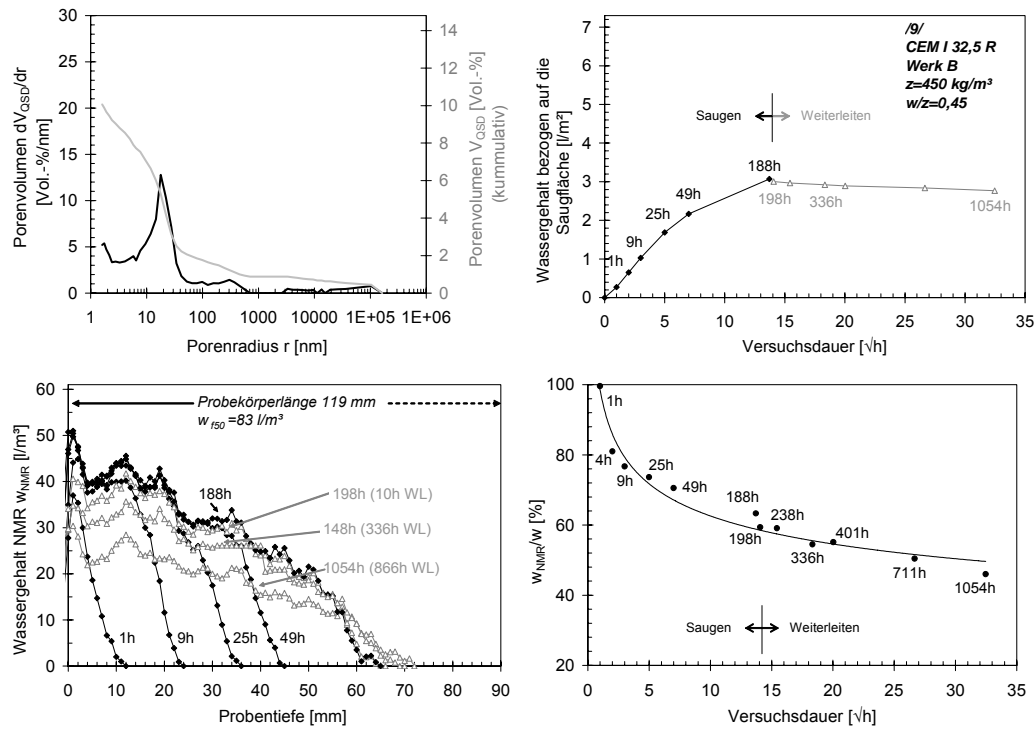 30
25
20
15
10
5
0
Porenvolumen dV_QSD/dr
[Vol.-%/nm]
14
12
10
8
6
4
2
0
Porenvolumen V_QSD [Vol.-%]
(kummulativ)
1 10 100 1000 10000 1E+05 1E+06
Porenradius r [nm]
7
6
5
4
3
2
1
0
Wassergehalt bezogen auf die
Saugfläche [l/m²]
/9/
CEM I 32,5 R
Werk B
z=450 kg/m³
w/z=0,45
Saugen Weiterleiten
188h
49h
25h
9h
1h
198h 336h 1054h
0 5 10 15 20 25 30 35
Versuchsdauer [√h]
60
50
40
30
20
10
0
Wassergehalt NMR w_NMR [l/m³]
Probekörperlänge 119 mm
w_f50 =83 l/m³
188h
198h (10h WL)
148h (336h WL)
1054h (866h WL)
1h 9h 25h 49h
0 10 20 30 40 50 60 70 80 90
Probentiefe [mm]
100
80
60
40
20
w_NMR/w [%]
1h
4h
9h
25h
49h
188h
198h
238h
336h
401h
711h
1054h
Saugen Weiterleiten
0 5 10 15 20 25 30 35
Versuchsdauer [√h]